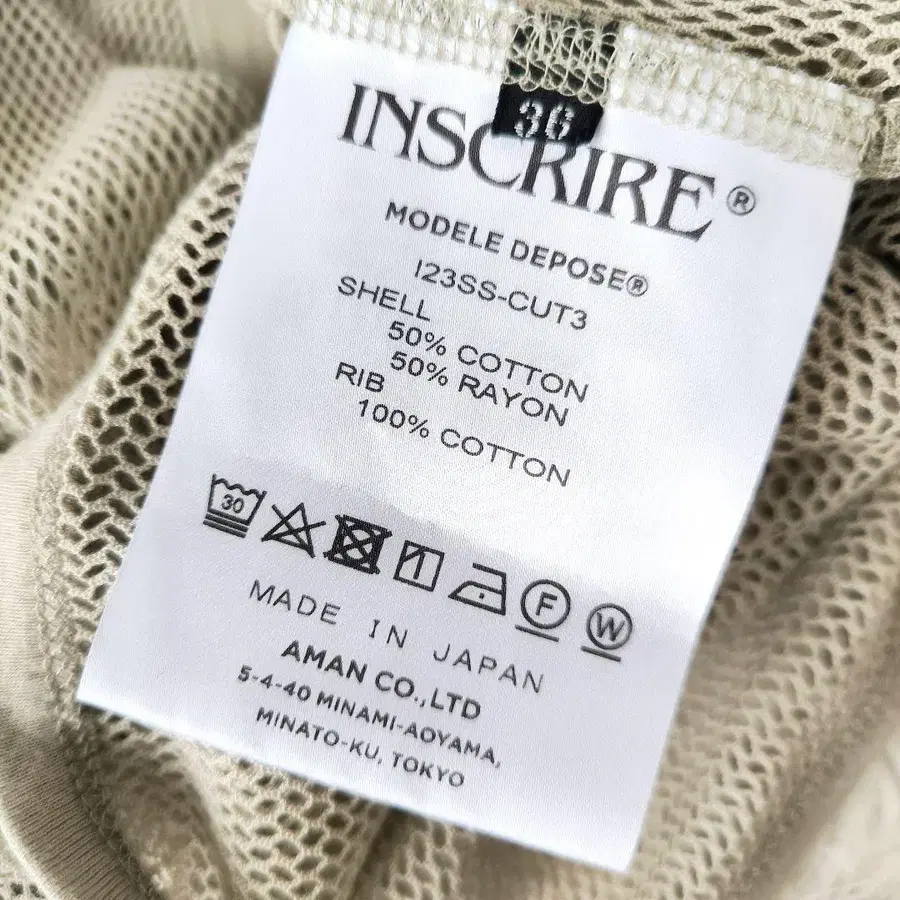 36
INSCRIRE®
MODELE DEPOSE®
I23SS-CUT3
SHELL
50% COTTON
50% RAYON
RIB
100% COTTON
30
F
W
MADE IN JAPAN
AMAN CO.,LTD
5-4-40 MINAMI-AOYAMA,
MINATO-KU, TOKYO